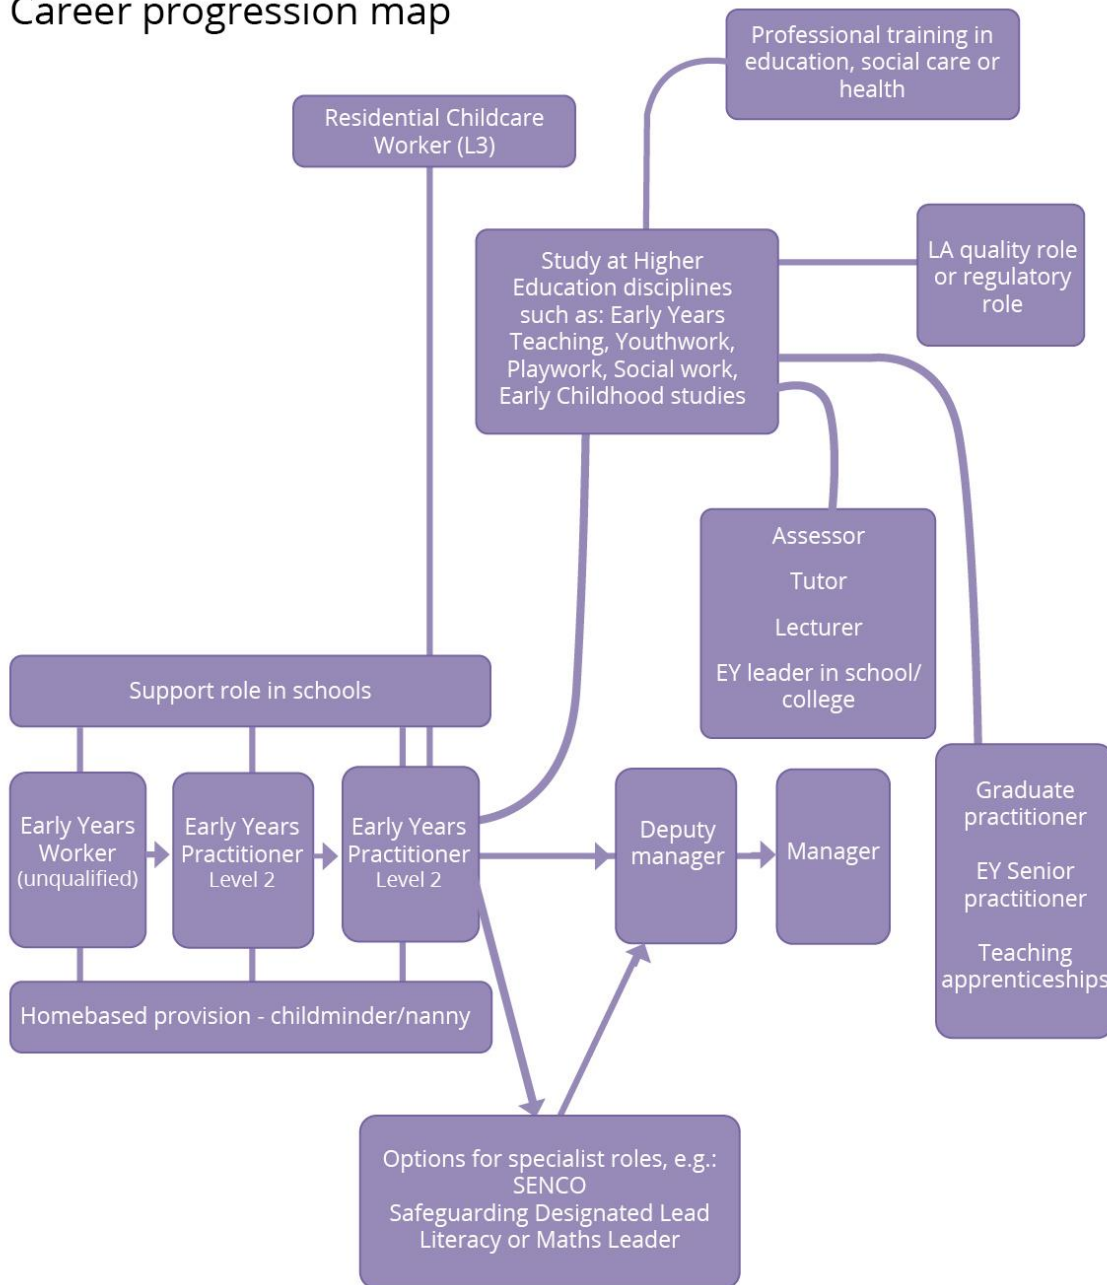 Career progression map
Professional training in
education, social care or
health
Residential Childcare
Worker (L3)
Study at Higher
Education disciplines
such as: Early Years
Teaching, Youthwork,
Playwork, Social work,
Early Childhood studies
LA quality role
or regulatory
role
Assessor
Tutor
Lecturer
EY leader in school/
college
Support role in schools
Early Years
Worker
(unqualified)
Early Years
Practitioner
Level 2
Early Years
Practitioner
Level 2
Deputy
manager
Manager
Graduate
practitioner
EY Senior
practitioner
Teaching
apprenticeships
Homebased provision - childminder/nanny
Options for specialist roles, e.g.:
SENCO
Safeguarding Designated Lead
Literacy or Maths Leader